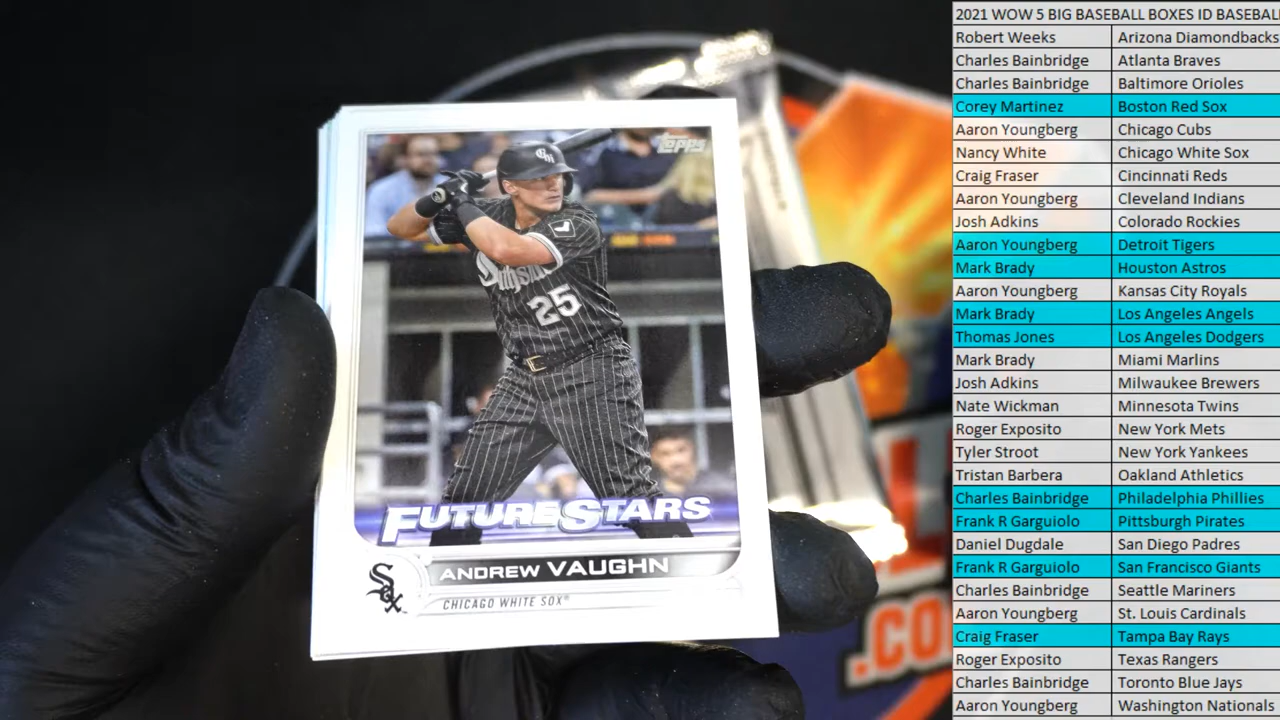 2021 WOW 5 BIG BASEBALL BOXES ID BASEBAL
Robert Weeks Arizona Diamondbacks
Charles Bainbridge Atlanta Braves
Charles Bainbridge Baltimore Orioles
Corey Martinez Boston Red Sox
Aaron Youngberg Chicago Cubs
Nancy White Chicago White Sox
Craig Fraser Cincinnati Reds
Aaron Youngberg Cleveland Indians
Josh Adkins Colorado Rockies
Aaron Youngberg Detroit Tigers
Mark Brady Houston Astros
Aaron Youngberg Kansas City Royals
Mark Brady Los Angeles Angels
Thomas Jones Los Angeles Dodgers
Mark Brady Miami Marlins
Josh Adkins Milwaukee Brewers
Nate Wickman Minnesota Twins
Roger Exposito New York Mets
Tyler Stroot New York Yankees
Tristan Barbera Oakland Athletics
Charles Bainbridge Philadelphia Phillies
Frank R Garguiolo Pittsburgh Pirates
Daniel Dugdale San Diego Padres
Frank R Garguiolo San Francisco Giants
Charles Bainbridge Seattle Mariners
Aaron Youngberg St. Louis Cardinals
Craig Fraser Tampa Bay Rays
Roger Exposito Texas Rangers
Charles Bainbridge Toronto Blue Jays
Aaron Youngberg Washington Nationals
Topps
Southside
25
FUTURE STARS
ANDREW VAUGHN
Sox
CHICAGO WHITE SOX®
.CO